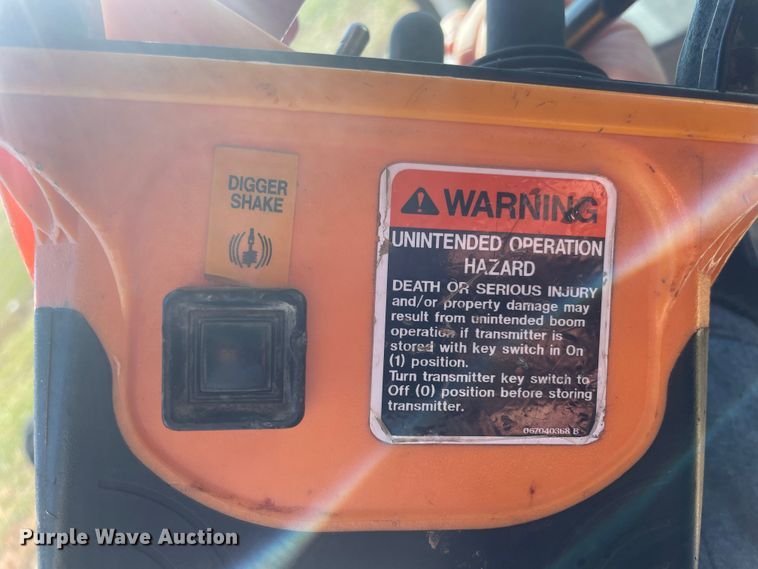 DIGGER
SHAKE
WARNING
UNINTENDED OPERATION
HAZARD
DEATH OR SERIOUS INJURY
and/or property damage may
result from unintended boom
operation if transmitter is
stored with key switch in On
(1) position.
Turn transmitter key switch to
Off (0) position before storing
transmitter.
067040368 B
Purple Wave Auction